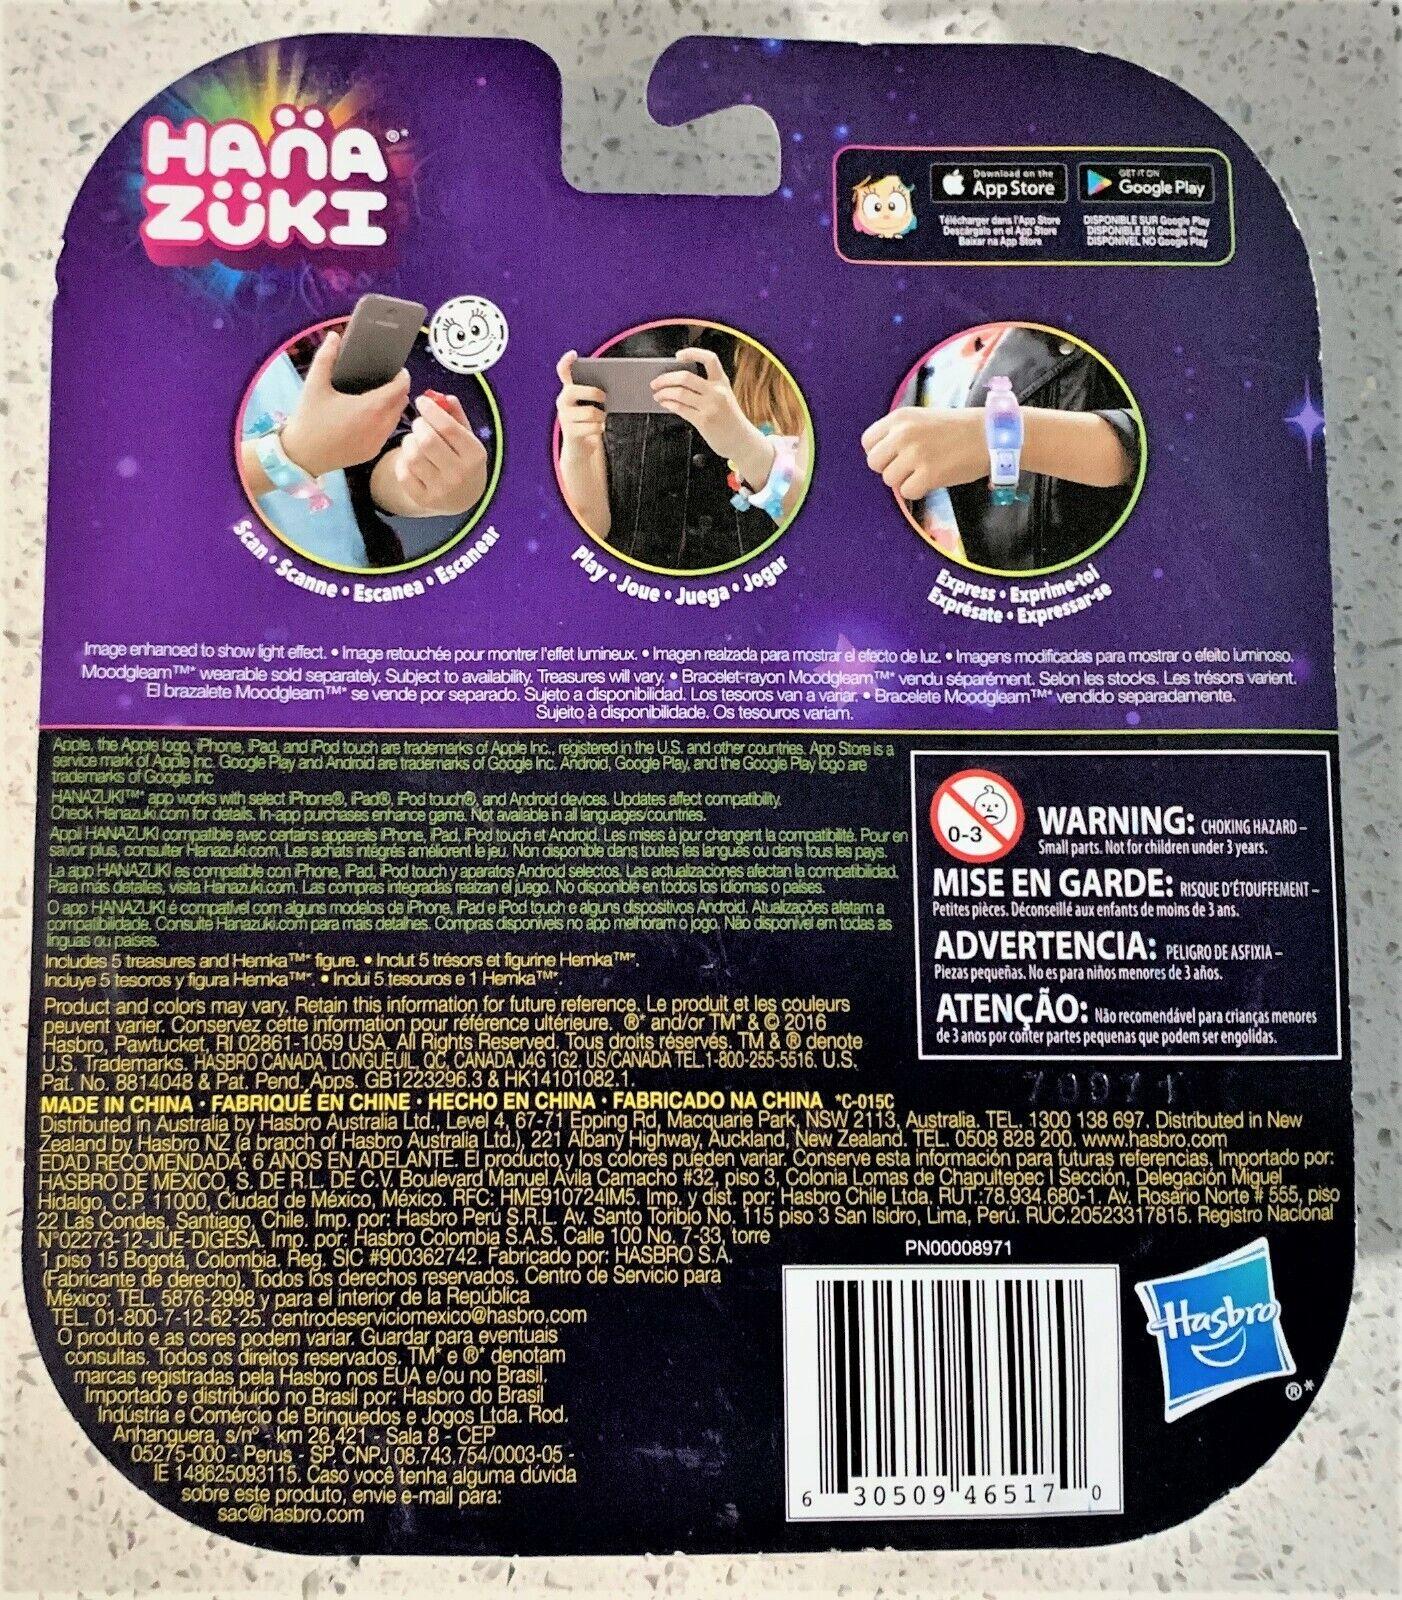 HANA
ZUKI
®*
Download on the
App Store
GET IT ON
Google Play
Télécharger dans l'App Store
Descárgalo en el App Store
Baixar na App Store
DISPONIBLE SUR Google Play
DISPONIBLE EN Google Play
DISPONÍVEL NO Google Play
Scan • Scanne • Escanea • Escanear
Play • Joue • Juega • Jogar
Express • Exprime-toi
Exprésate • Expressar-se
Image enhanced to show light effect. • Image retouchée pour montrer l'effet lumineux. • Imagen realzada para mostrar el efecto de luz. • Imagens modificadas para mostrar o efeito luminoso.
Moodgleam™* wearable sold separately. Subject to availability. Treasures will vary. • Bracelet-rayon Moodgleam™* vendu séparément. Selon les stocks. Les trésors varient.
El brazalete Moodgleam™* se vende por separado. Sujeto a disponibilidad. Los tesoros van a variar. • Bracelete Moodgleam™* vendido separadamente.
Sujeito à disponibilidade. Os tesouros variam.
Apple, the Apple logo, iPhone, iPad, and iPod touch are trademarks of Apple Inc., registered in the U.S. and other countries. App Store is a
service mark of Apple Inc. Google Play and Android are trademarks of Google Inc. Android, Google Play, and the Google Play logo are
trademarks of Google Inc
HANAZUKI™* app works with select iPhone®, iPad®, iPod touch®, and Android devices. Updates affect compatibility.
Check Hanazuki.com for details. In-app purchases enhance game. Not available in all languages/countries.
Appli HANAZUKI compatible avec certains appareils iPhone, iPad, iPod touch et Android. Les mises à jour changent la compatibilité. Pour en
savoir plus, consulter Hanazuki.com. Les achats intégrés améliorent le jeu. Non disponible dans toutes les langues ou dans tous les pays.
La app HANAZUKI es compatible con iPhone, iPad, iPod touch y aparatos Android selectos. Las actualizaciones afectan la compatibilidad.
Para más detalles, visita Hanazuki.com. Las compras integradas realzan el juego. No disponible en todos los idiomas o países.
O app HANAZUKI é compatível com alguns modelos de iPhone, iPad e iPod touch e alguns dispositivos Android. Atualizações afetam a
compatibilidade. Consulte Hanazuki.com para mais detalhes. Compras disponíveis no app melhoram o jogo. Não disponível em todas as
línguas ou países.
Includes 5 treasures and Hemka™* figure. • Inclut 5 trésors et figurine Hemka™*.
Incluye 5 tesoros y figura Hemka™*. • Inclui 5 tesouros e 1 Hemka™*.
Product and colors may vary. Retain this information for future reference. Le produit et les couleurs
peuvent varier. Conservez cette information pour référence ultérieure. ®* and/or TM* & © 2016
Hasbro, Pawtucket, RI 02861-1059 USA. All Rights Reserved. Tous droits réservés. TM & ® denote
U.S. Trademarks. HASBRO CANADA, LONGUEUIL, QC, CANADA J4G 1G2. US/CANADA TEL.1-800-255-5516. U.S.
Pat. No. 8814048 & Pat. Pend. Apps. GB1223296.3 & HK14101082.1.
MADE IN CHINA • FABRIQUÉ EN CHINE • HECHO EN CHINA • FABRICADO NA CHINA *C-015C
0-3
WARNING: CHOKING HAZARD –
Small parts. Not for children under 3 years.
MISE EN GARDE: RISQUE D'ÉTOUFFEMENT –
Petites pièces. Déconseillé aux enfants de moins de 3 ans.
ADVERTENCIA: PELIGRO DE ASFIXIA –
Piezas pequeñas. No es para niños menores de 3 años.
ATENÇÃO: Não recomendável para crianças menores
de 3 anos por conter partes pequenas que podem ser engolidas.
Distributed in Australia by Hasbro Australia Ltd., Level 4, 67-71 Epping Rd, Macquarie Park, NSW 2113, Australia. TEL. 1300 138 697. Distributed in New
Zealand by Hasbro NZ (a branch of Hasbro Australia Ltd.), 221 Albany Highway, Auckland, New Zealand. TEL. 0508 828 200. www.hasbro.com
EDAD RECOMENDADA: 6 AÑOS EN ADELANTE. El producto y los colores pueden variar. Conserve esta información para futuras referencias. Importado por:
HASBRO DE MEXICO, S. DE R.L. DE C.V. Boulevard Manuel Ávila Camacho #32, piso 3, Colonia Lomas de Chapultepec I Sección, Delegación Miguel
Hidalgo, C.P. 11000, Ciudad de México, México. RFC: HME910724IM5. Imp. y dist. por: Hasbro Chile Ltda, RUT:78.934.680-1, Av. Rosario Norte # 555, piso
22 Las Condes, Santiago, Chile. Imp. por: Hasbro Perú S.R.L. Av. Santo Toribio No. 115 piso 3 San Isidro, Lima, Perú. RUC.20523317815. Registro Nacional
N°02273-12-JUE-DIGESA. Imp. por: Hasbro Colombia S.A.S. Calle 100 No. 7-33, torre
1 piso 15 Bogotá, Colombia. Reg. SIC #900362742. Fabricado por: HASBRO S.A.
(Fabricante de derecho). Todos los derechos reservados. Centro de Servicio para
México: TEL. 5876-2998 y para el interior de la República
TEL. 01-800-7-12-62-25. centrodeserviciomexico@hasbro.com
O produto e as cores podem variar. Guardar para eventuais
consultas. Todos os direitos reservados. TM* e ®* denotam
marcas registradas pela Hasbro nos EUA e/ou no Brasil.
Importado e distribuído no Brasil por: Hasbro do Brasil
Indústria e Comércio de Brinquedos e Jogos Ltda. Rod.
Anhanguera, s/nº - km 26,421 - Sala 8 - CEP
05275-000 - Perus - SP. CNPJ 08.743.754/0003-05 -
IE 148625093115. Caso você tenha alguma dúvida
sobre este produto, envie e-mail para:
sac@hasbro.com
PN00008971
6 30509 46517 0
Hasbro
®*